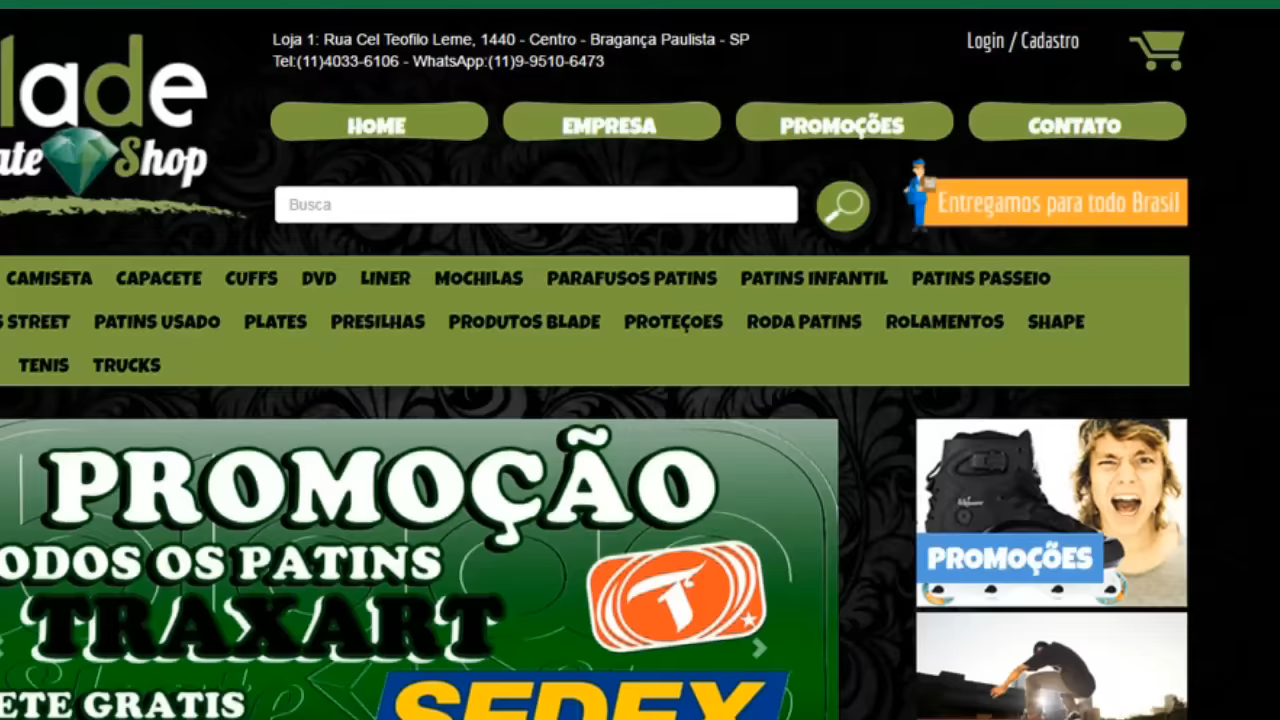 Loja 1: Rua Cel Teofilo Leme, 1440 - Centro - Bragança Paulista - SP
Tel:(11)4033-6106 - WhatsApp:(11)9-9510-6473
Login / Cadastro
lade
ate Shop
HOME EMPRESA PROMOÇÕES CONTATO
Busca
Entregamos para todo Brasil
CAMISETA CAPACETE CUFFS DVD LINER MOCHILAS PARAFUSOS PATINS PATINS INFANTIL PATINS PASSEIO
S STREET PATINS USADO PLATES PRESILHAS PRODUTOS BLADE PROTEÇOES RODA PATINS ROLAMENTOS SHAPE
TENIS TRUCKS
PROMOÇÃO
ODOS OS PATINS
TRAXART
T
ETE GRATIS
SEDEX
PROMOÇÕES